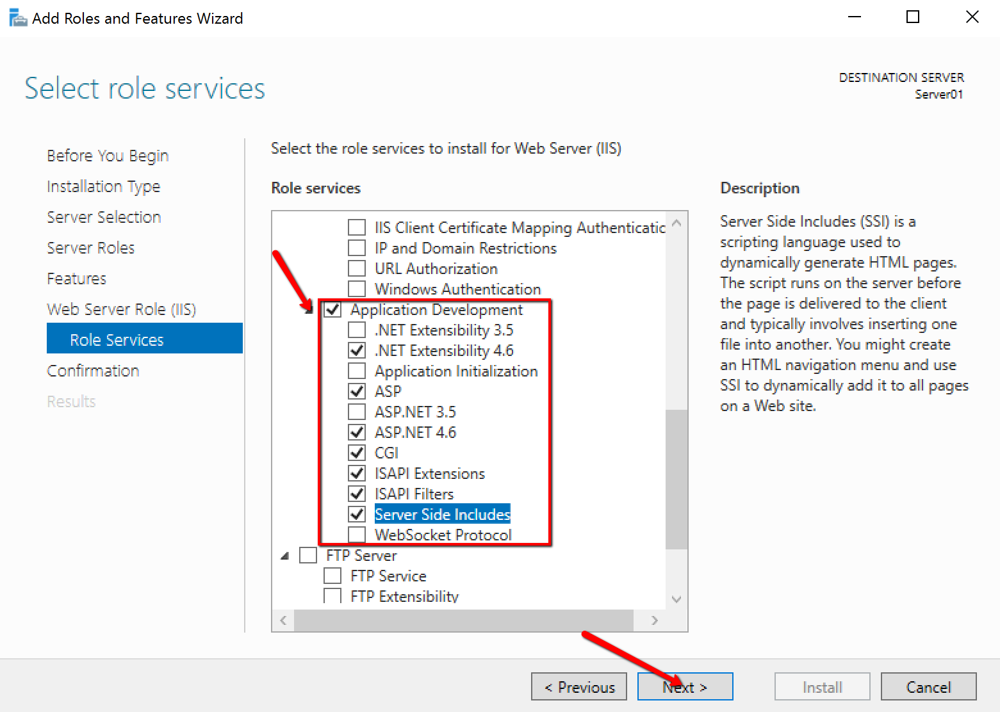 Add Roles and Features Wizard
Select role services
DESTINATION SERVER
Server01
Before You Begin
Installation Type
Server Selection
Server Roles
Features
Web Server Role (IIS)
Role Services
Confirmation
Results
Select the role services to install for Web Server (IIS)
Role services
IIS Client Certificate Mapping Authenticatic
IP and Domain Restrictions
URL Authorization
Windows Authentication
Application Development
.NET Extensibility 3.5
.NET Extensibility 4.6
Application Initialization
ASP
ASP.NET 3.5
ASP.NET 4.6
CGI
ISAPI Extensions
ISAPI Filters
Server Side Includes
WebSocket Protocol
FTP Server
FTP Service
FTP Extensibility
Description
Server Side Includes (SSI) is a
scripting language used to
dynamically generate HTML pages.
The script runs on the server before
the page is delivered to the client
and typically involves inserting one
file into another. You might create
an HTML navigation menu and use
SSI to dynamically add it to all pages
on a Web site.
< Previous
Next >
Install
Cancel